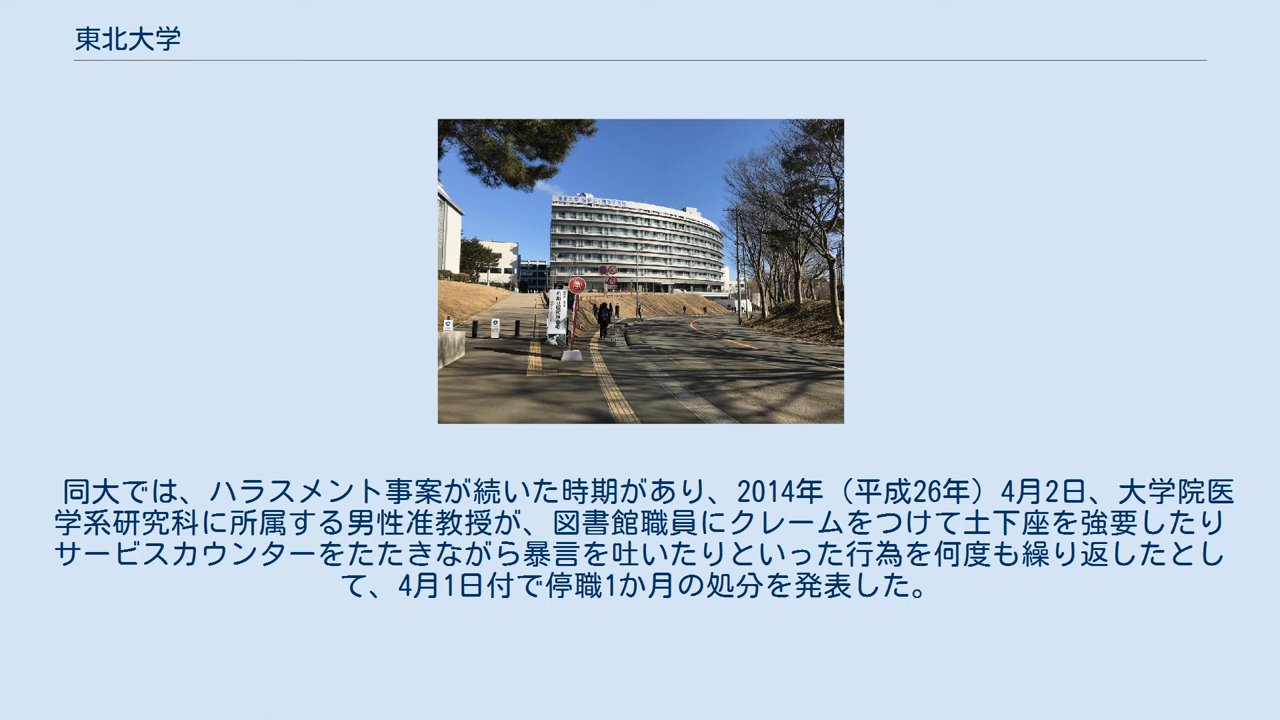 東北大学
同大では、ハラスメント事案が続いた時期があり、2014年（平成26年）4月2日、大学院医
学系研究科に所属する男性准教授が、図書館職員にクレームをつけて土下座を強要したり
サービスカウンターをたたきながら暴言を吐いたりといった行為を何度も繰り返したとし
て、4月1日付で停職1か月の処分を発表した。